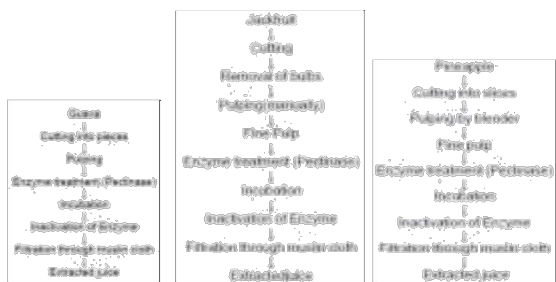 Guava
Cutting into pieces
Pulping
Enzyme treatment (Pectinase)
Incubation
Inactivation of Enzyme
Filtration through muslin cloth
Extracted juice
Jackfruit
Cutting
Removal of bulbs
Pulping(manually)
Fine Pulp
Enzyme treatment (Pectinase)
Incubation
Inactivation of Enzyme
Filtration through muslin cloth
Extractedjuice
Pineapple
Cutting into slices
Pulping by blender
Fine pulp
Enzyme treatment (Pectinase)
Incubation
Inactivation of Enzyme
Filtration through muslin cloth
Extracted juice